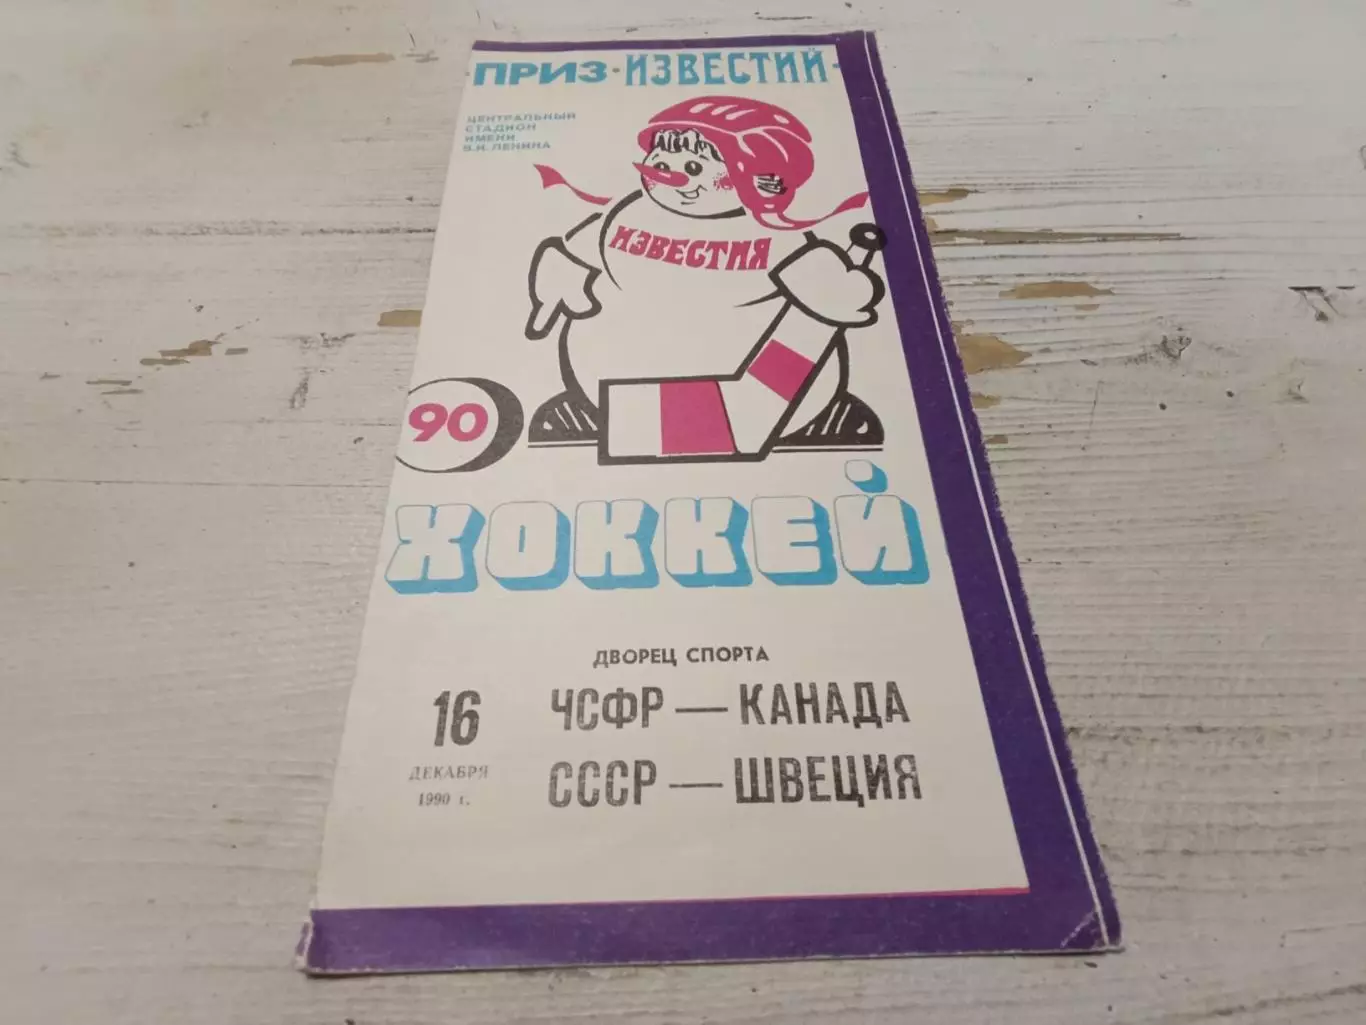 ·ПРИЗ·ИЗВЕСТИЙ·
ЦЕНТРАЛЬНЫЙ
СТАДИОН
ИМЕНИ
В.И. ЛЕНИНА
ИЗВЕСТИЯ
90
ХОККЕЙ
ДВОРЕЦ СПОРТА
16
ДЕКАБРЯ
1990 г.
ЧСФР — КАНАДА
СССР — ШВЕЦИЯ